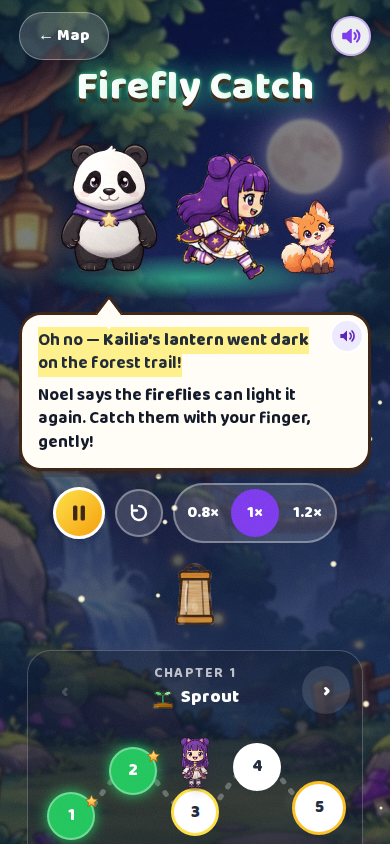 ← Map
Firefly Catch
Oh no — Kailia's lantern went dark
on the forest trail!
Noel says the fireflies can light it
again. Catch them with your finger,
gently!
0.8×
1×
1.2×
CHAPTER 1
‹
Sprout
›
1
2
3
4
5